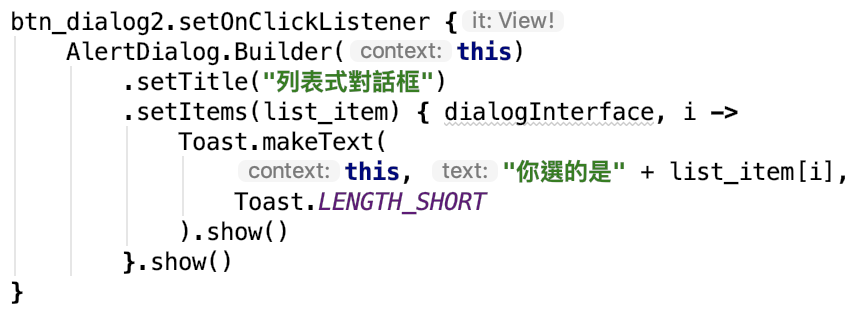 btn_dialog2.setOnClickListener { it: View!
    AlertDialog.Builder( context: this)
        .setTitle("列表式對話框")
        .setItems(list_item) { dialogInterface, i ->
            Toast.makeText(
                context: this, text: "你選的是" + list_item[i],
                Toast.LENGTH_SHORT
            ).show()
        }.show()
}